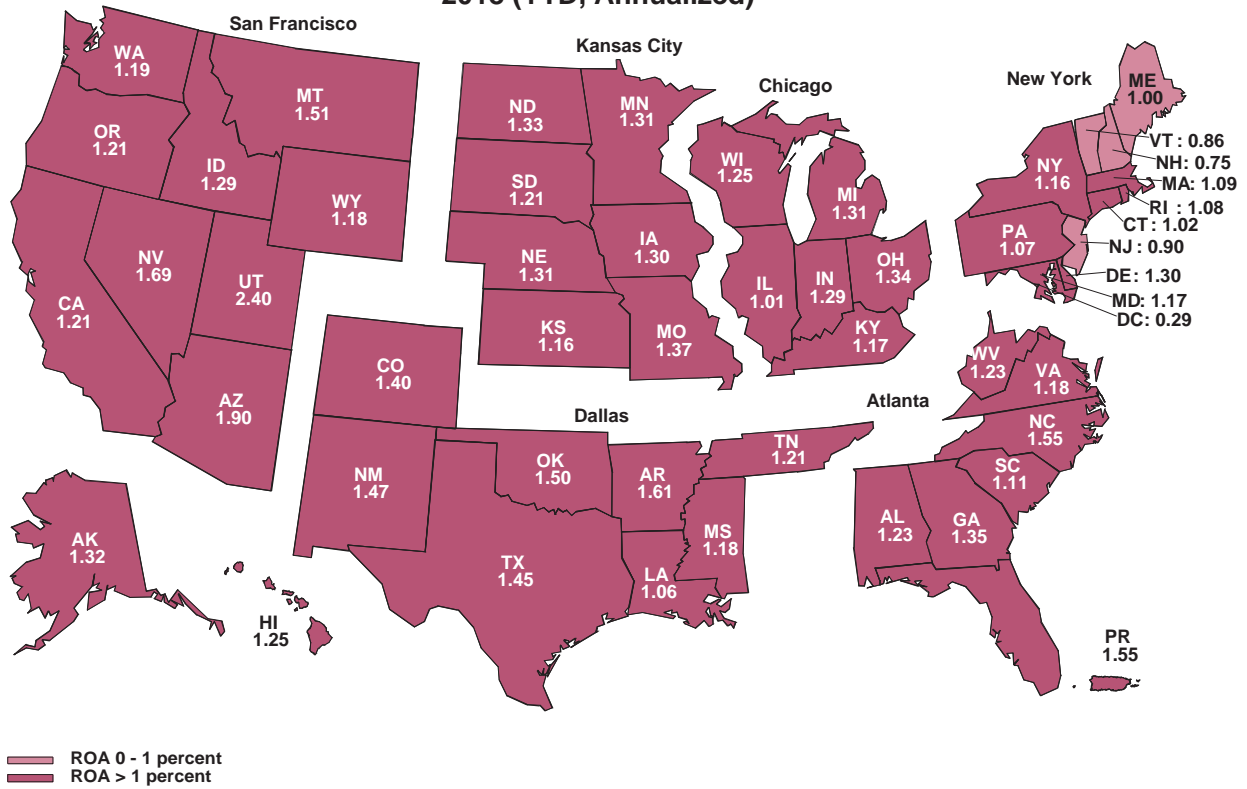 (YTD, Annualized)
San Francisco
Kansas City
Chicago
New York
Dallas
Atlanta
WA
1.19
MT
1.51
OR
1.21
ID
1.29
WY
1.18
NV
1.69
UT
2.40
CA
1.21
AZ
1.90
AK
1.32
HI
1.25
ND
1.33
MN
1.31
SD
1.21
NE
1.31
IA
1.30
KS
1.16
MO
1.37
WI
1.25
MI
1.31
IL
1.01
IN
1.29
OH
1.34
KY
1.17
ME
1.00
VT : 0.86
NH: 0.75
MA: 1.09
RI : 1.08
CT: 1.02
NJ: 0.90
DE: 1.30
MD: 1.17
DC: 0.29
NY
1.16
PA
1.07
CO
1.40
NM
1.47
OK
1.50
TX
1.45
AR
1.61
LA
1.06
MS
1.18
TN
1.21
WV
1.23
VA
1.18
NC
1.55
SC
1.11
AL
1.23
GA
1.35
PR
1.55
ROA 0 - 1 percent
ROA > 1 percent